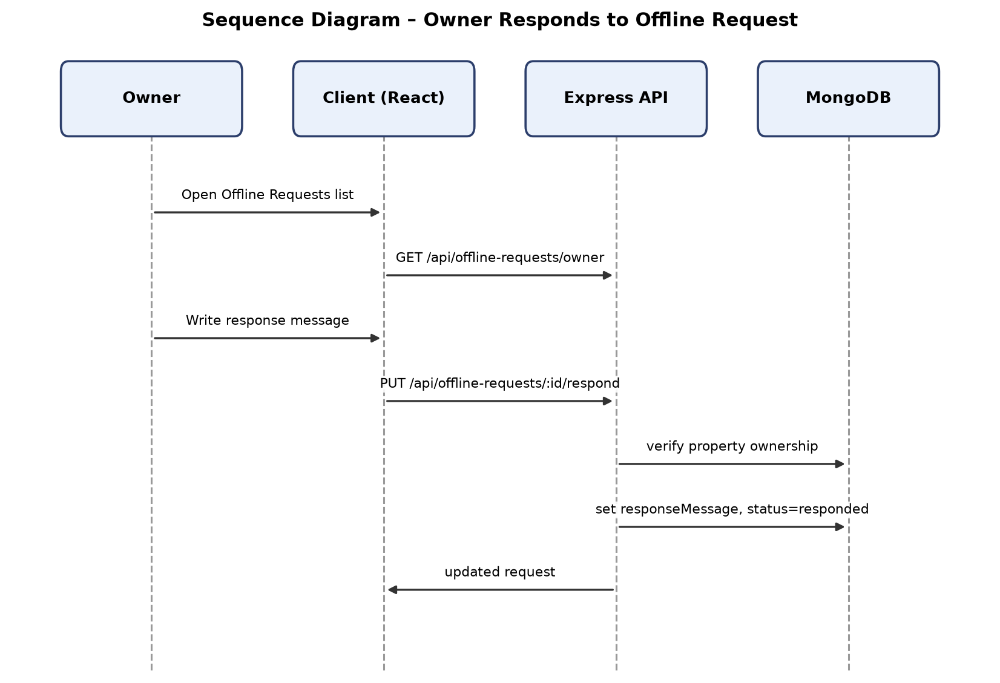 Sequence Diagram – Owner Responds to Offline Request
Owner
Client (React)
Express API
MongoDB
Open Offline Requests list
GET /api/offline-requests/owner
Write response message
PUT /api/offline-requests/:id/respond
verify property ownership
set responseMessage, status=responded
updated request